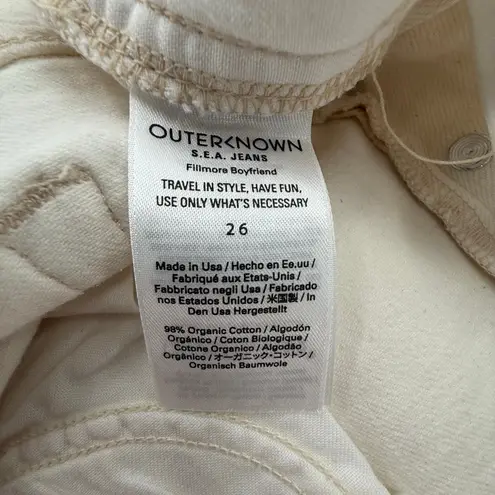 OUTERKNOWN
S.E.A. JEANS
Fillmore Boyfriend
TRAVEL IN STYLE, HAVE FUN,
USE ONLY WHAT'S NECESSARY
26
Made in Usa / Hecho en Ee.uu /
Fabriqué aux Etats-Unis /
Fabbricato negli Usa / Fabricado
nos Estados Unidos / 米国製 / In
Den Usa Hergestellt
98% Organic Cotton / Algodón
Orgánico / Coton Biologique /
Cotone Organico / Algodão
Orgânico / オーガニック・コットン /
Organisch Baumwole